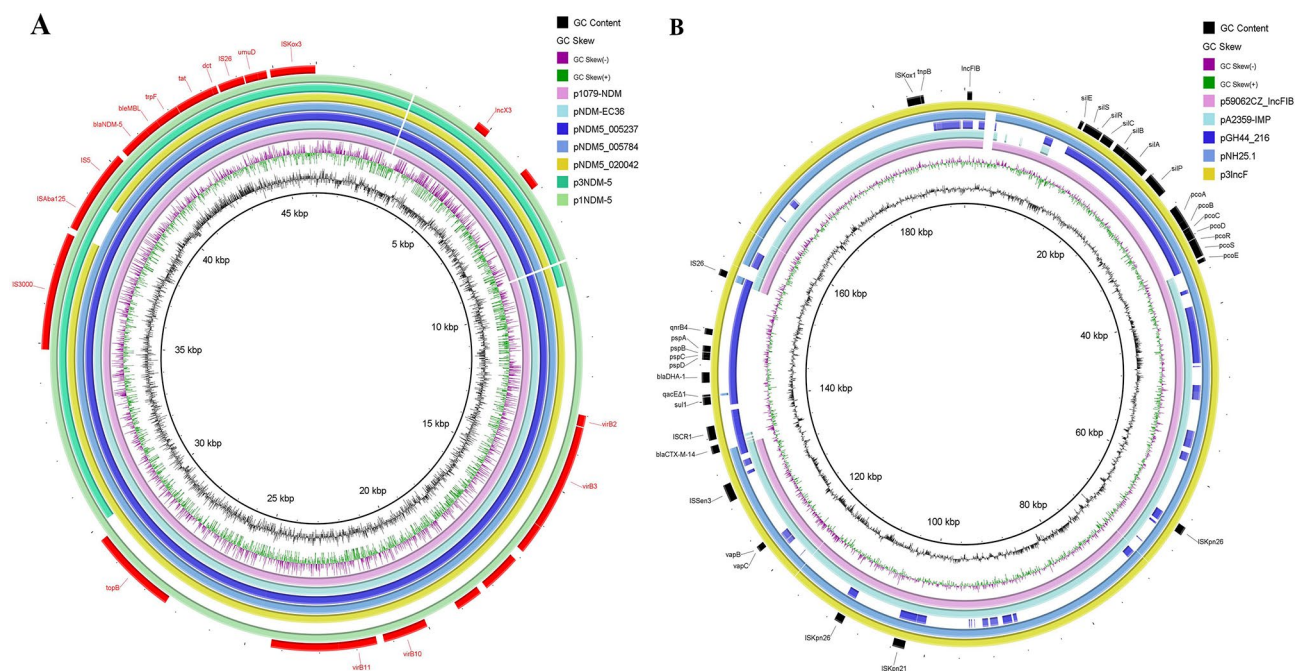 A
ISKox3
umuD
IS26
dct
tat
trpF
bleMBL
blaNDM-5
IS5
ISAba125
IS3000
IncX3
virB2
virB3
virB10
virB11
topB
45 kbp
5 kbp
10 kbp
15 kbp
20 kbp
25 kbp
30 kbp
35 kbp
40 kbp
GC Content
GC Skew
GC Skew(-)
GC Skew(+)
p1079-NDM
pNDM-EC36
pNDM5_005237
pNDM5_005784
pNDM5_020042
p3NDM-5
p1NDM-5
B
ISKox1
tnpB
IncFIB
silE
silS
silR
silC
silB
silA
silP
pcoA
pcoB
pcoC
pcoD
pcoR
pcoS
pcoE
ISKpn26
ISKpn21
ISKpn26
vapC
vapB
ISSen3
blaCTX-M-14
ISCR1
sul1
qacEΔ1
blaDHA-1
pspD
pspC
pspB
pspA
qnrB4
IS26
180 kbp
20 kbp
40 kbp
60 kbp
80 kbp
100 kbp
120 kbp
140 kbp
160 kbp
GC Content
GC Skew
GC Skew(-)
GC Skew(+)
p59062CZ_IncFIB
pA2359-IMP
pGH44_216
pNH25.1
p3IncF